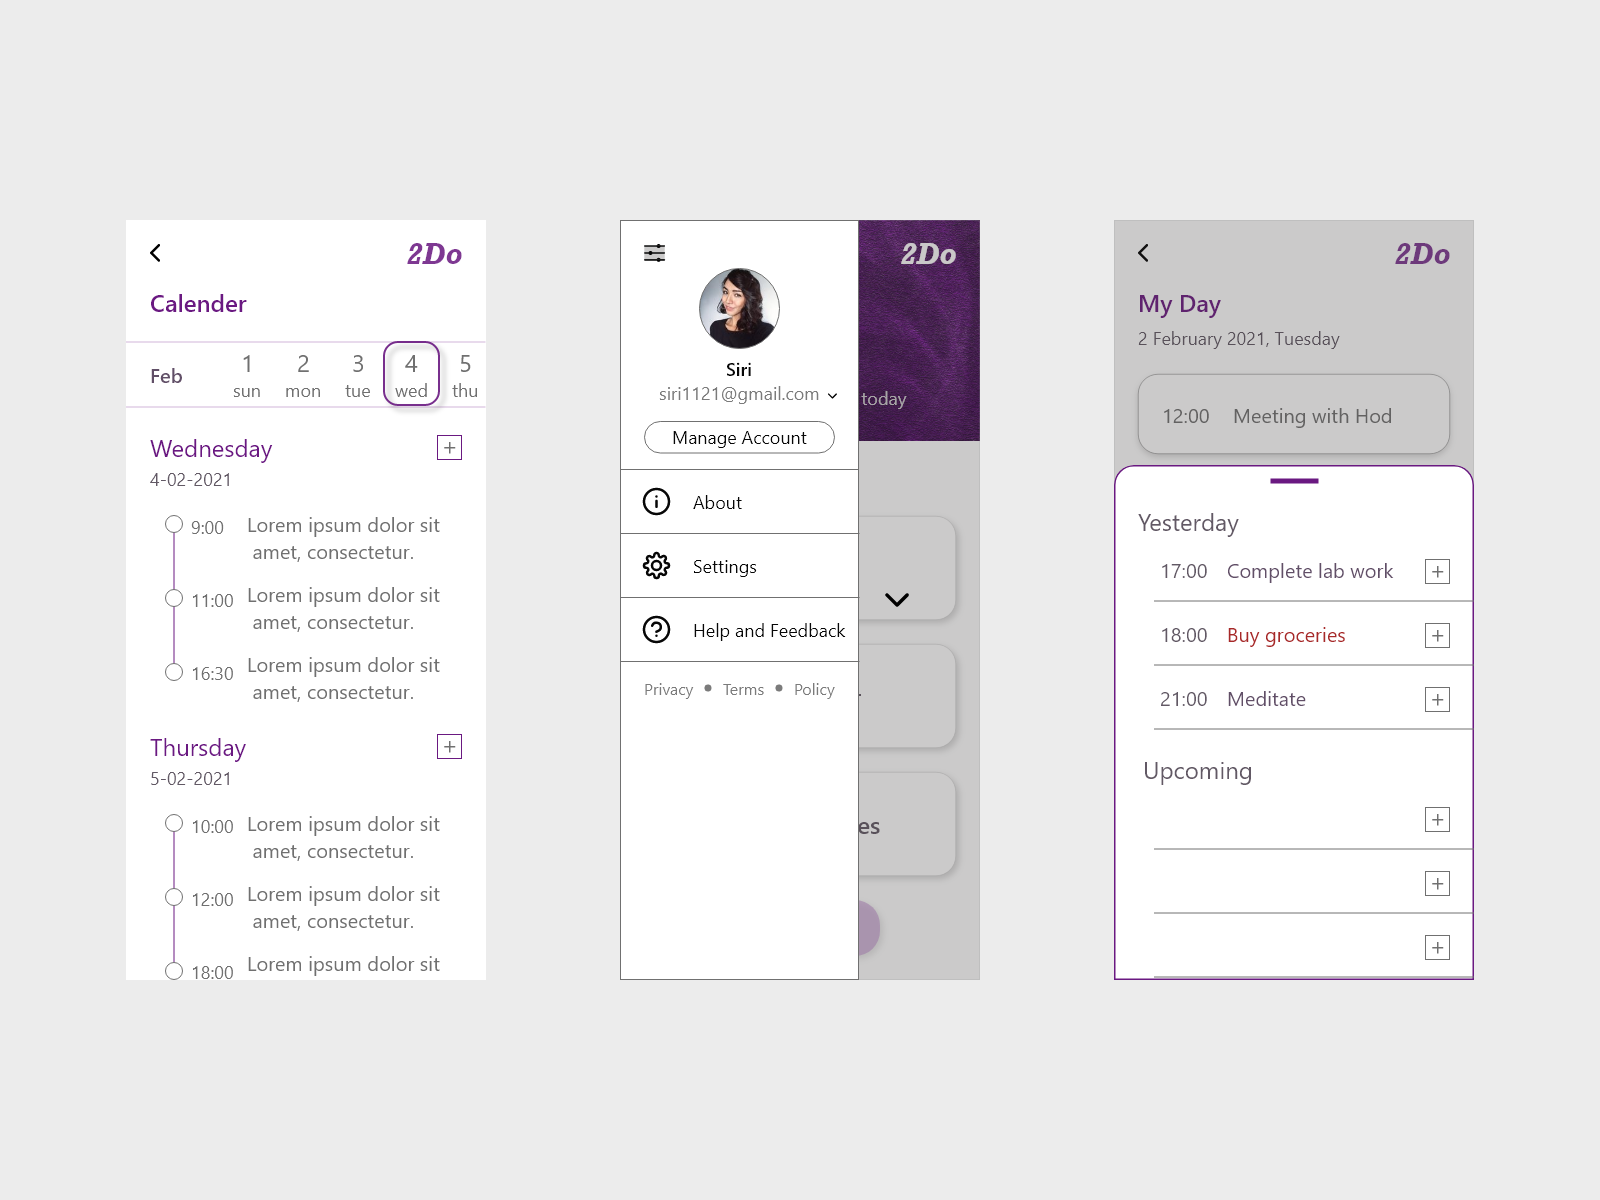 2Do
Calender
Feb
1 2 3 4 5
sun mon tue wed thu
Wednesday
4-02-2021
9:00 Lorem ipsum dolor sit
amet, consectetur.
11:00 Lorem ipsum dolor sit
amet, consectetur.
16:30 Lorem ipsum dolor sit
amet, consectetur.
Thursday
5-02-2021
10:00 Lorem ipsum dolor sit
amet, consectetur.
12:00 Lorem ipsum dolor sit
amet, consectetur.
18:00 Lorem ipsum dolor sit
2Do
Siri
siri1121@gmail.com
Manage Account
today
About
Settings
Help and Feedback
Privacy • Terms • Policy
es
2Do
My Day
2 February 2021, Tuesday
12:00 Meeting with Hod
Yesterday
17:00 Complete lab work
18:00 Buy groceries
21:00 Meditate
Upcoming